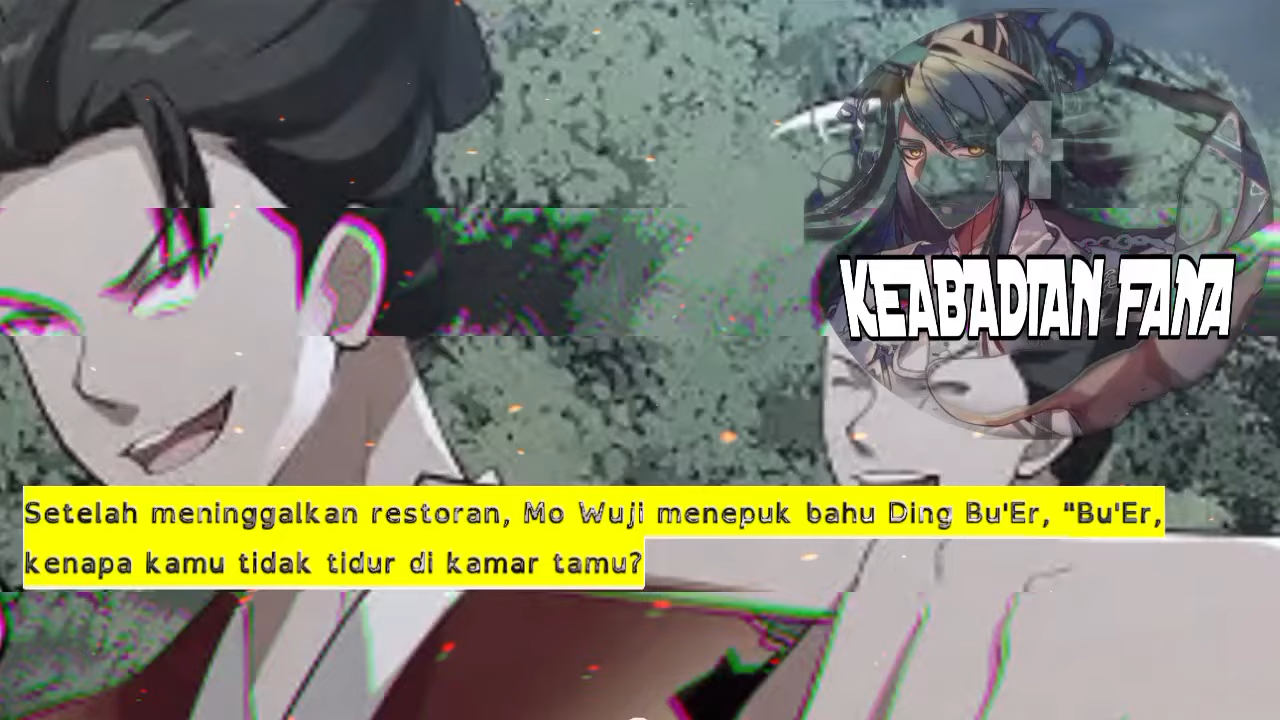 KEABADIAN FANA
Setelah meninggalkan restoran, Mo Wuji menepuk bahu Ding Bu'Er, "Bu'Er,
kenapa kamu tidak tidur di kamar tamu?